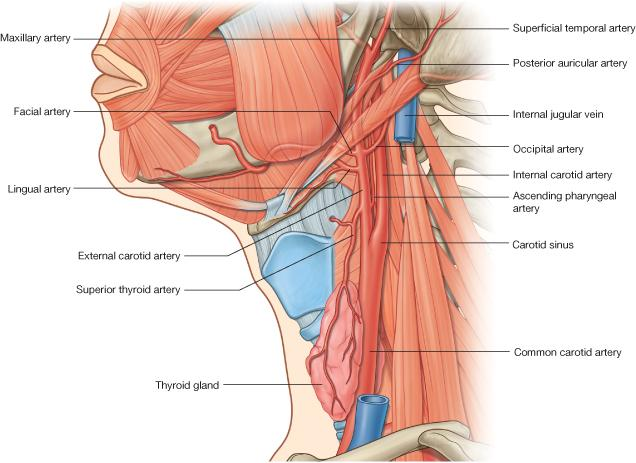 Maxillary artery
Facial artery
Lingual artery
External carotid artery
Superior thyroid artery
Thyroid gland
Superficial temporal artery
Posterior auricular artery
Internal jugular vein
Occipital artery
Internal carotid artery
Ascending pharyngeal
artery
Carotid sinus
Common carotid artery